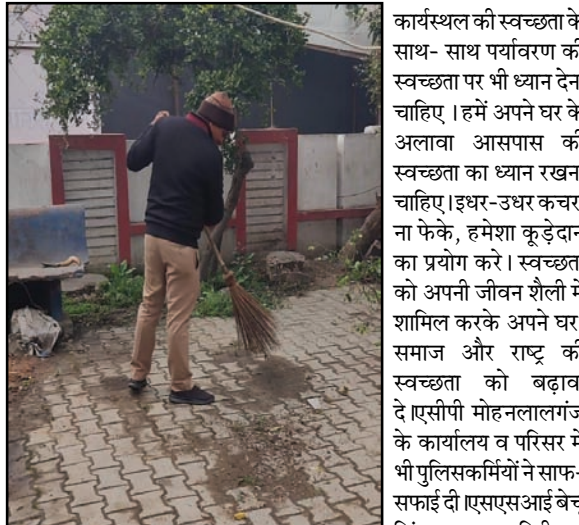 कार्यस्थल की स्वच्छता के
साथ- साथ पर्यावरण की
स्वच्छता पर भी ध्यान देन
चाहिए । हमें अपने घर के
अलावा आसपास की
स्वच्छता का ध्यान रखन
चाहिए।इधर-उधर कचर
ना फेके, हमेशा कूड़ेदान
का प्रयोग करे। स्वच्छत
को अपनी जीवन शैली में
शामिल करके अपने घर
समाज और राष्ट्र की
स्वच्छता को बढ़ाव
दे।एसीपी मोहनलालगंज
के कार्यालय व परिसर में
भी पुलिसकर्मियों ने साफ-
सफाई दी।एसएसआई बेचू